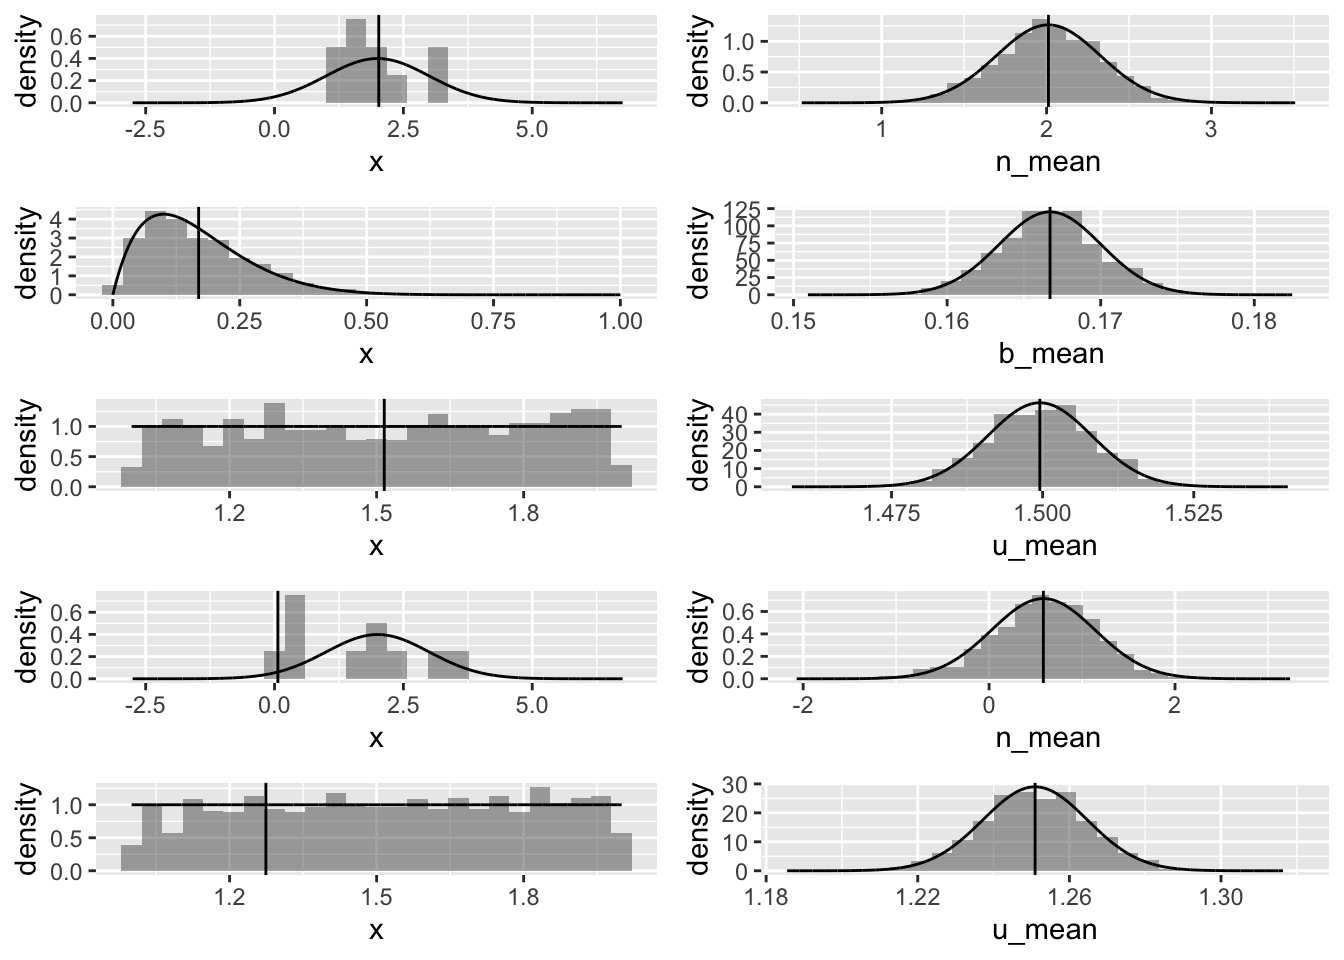 density
0.6
0.4
0.2
0.0
-2.5 0.0 2.5 5.0
x
density
1.0
0.5
0.0
1 2 3
n_mean
density
4
3
2
1
0
0.00 0.25 0.50 0.75 1.00
x
density
125
100
75
50
25
0
0.15 0.16 0.17 0.18
b_mean
density
1.0
0.5
0.0
1.2 1.5 1.8
x
density
40
30
20
10
0
1.475 1.500 1.525
u_mean
density
0.6
0.4
0.2
0.0
-2.5 0.0 2.5 5.0
x
density
0.6
0.4
0.2
0.0
-2 0 2
n_mean
density
1.0
0.5
0.0
1.2 1.5 1.8
x
density
30
20
10
0
1.18 1.22 1.26 1.30
u_mean